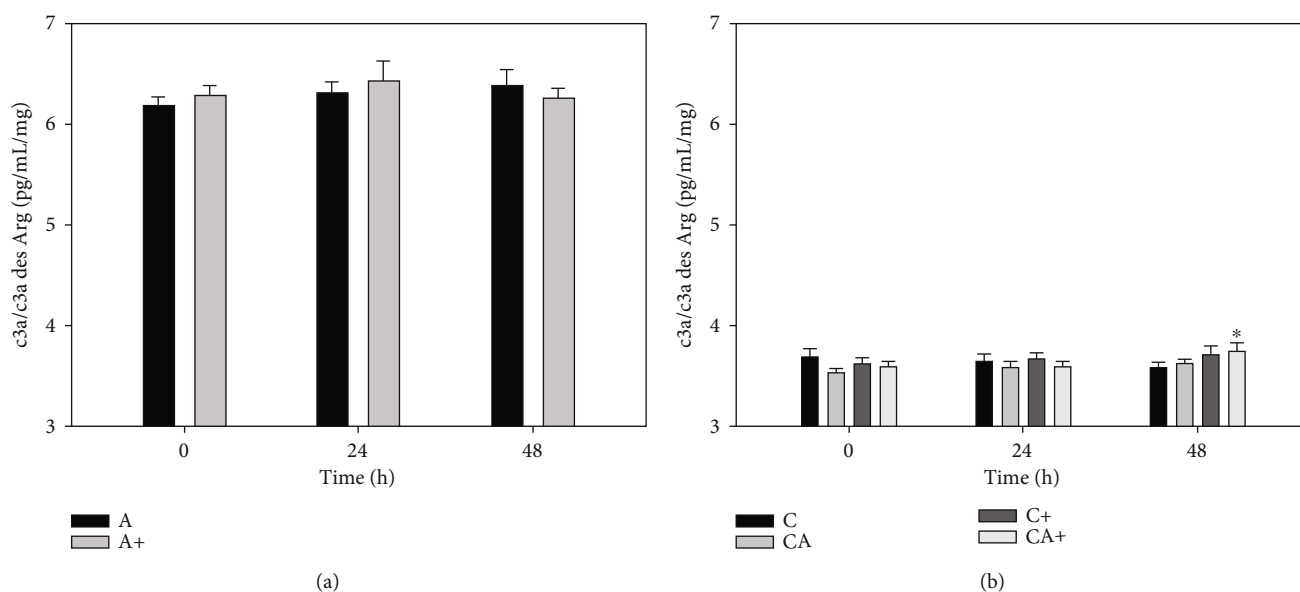 7
6
5
4
3
c3a/c3a des Arg (pg/mL/mg)
0
24
48
Time (h)
A
A+
(a)
7
6
5
4
3
c3a/c3a des Arg (pg/mL/mg)
*
0
24
48
Time (h)
C
CA
C+
CA+
(b)